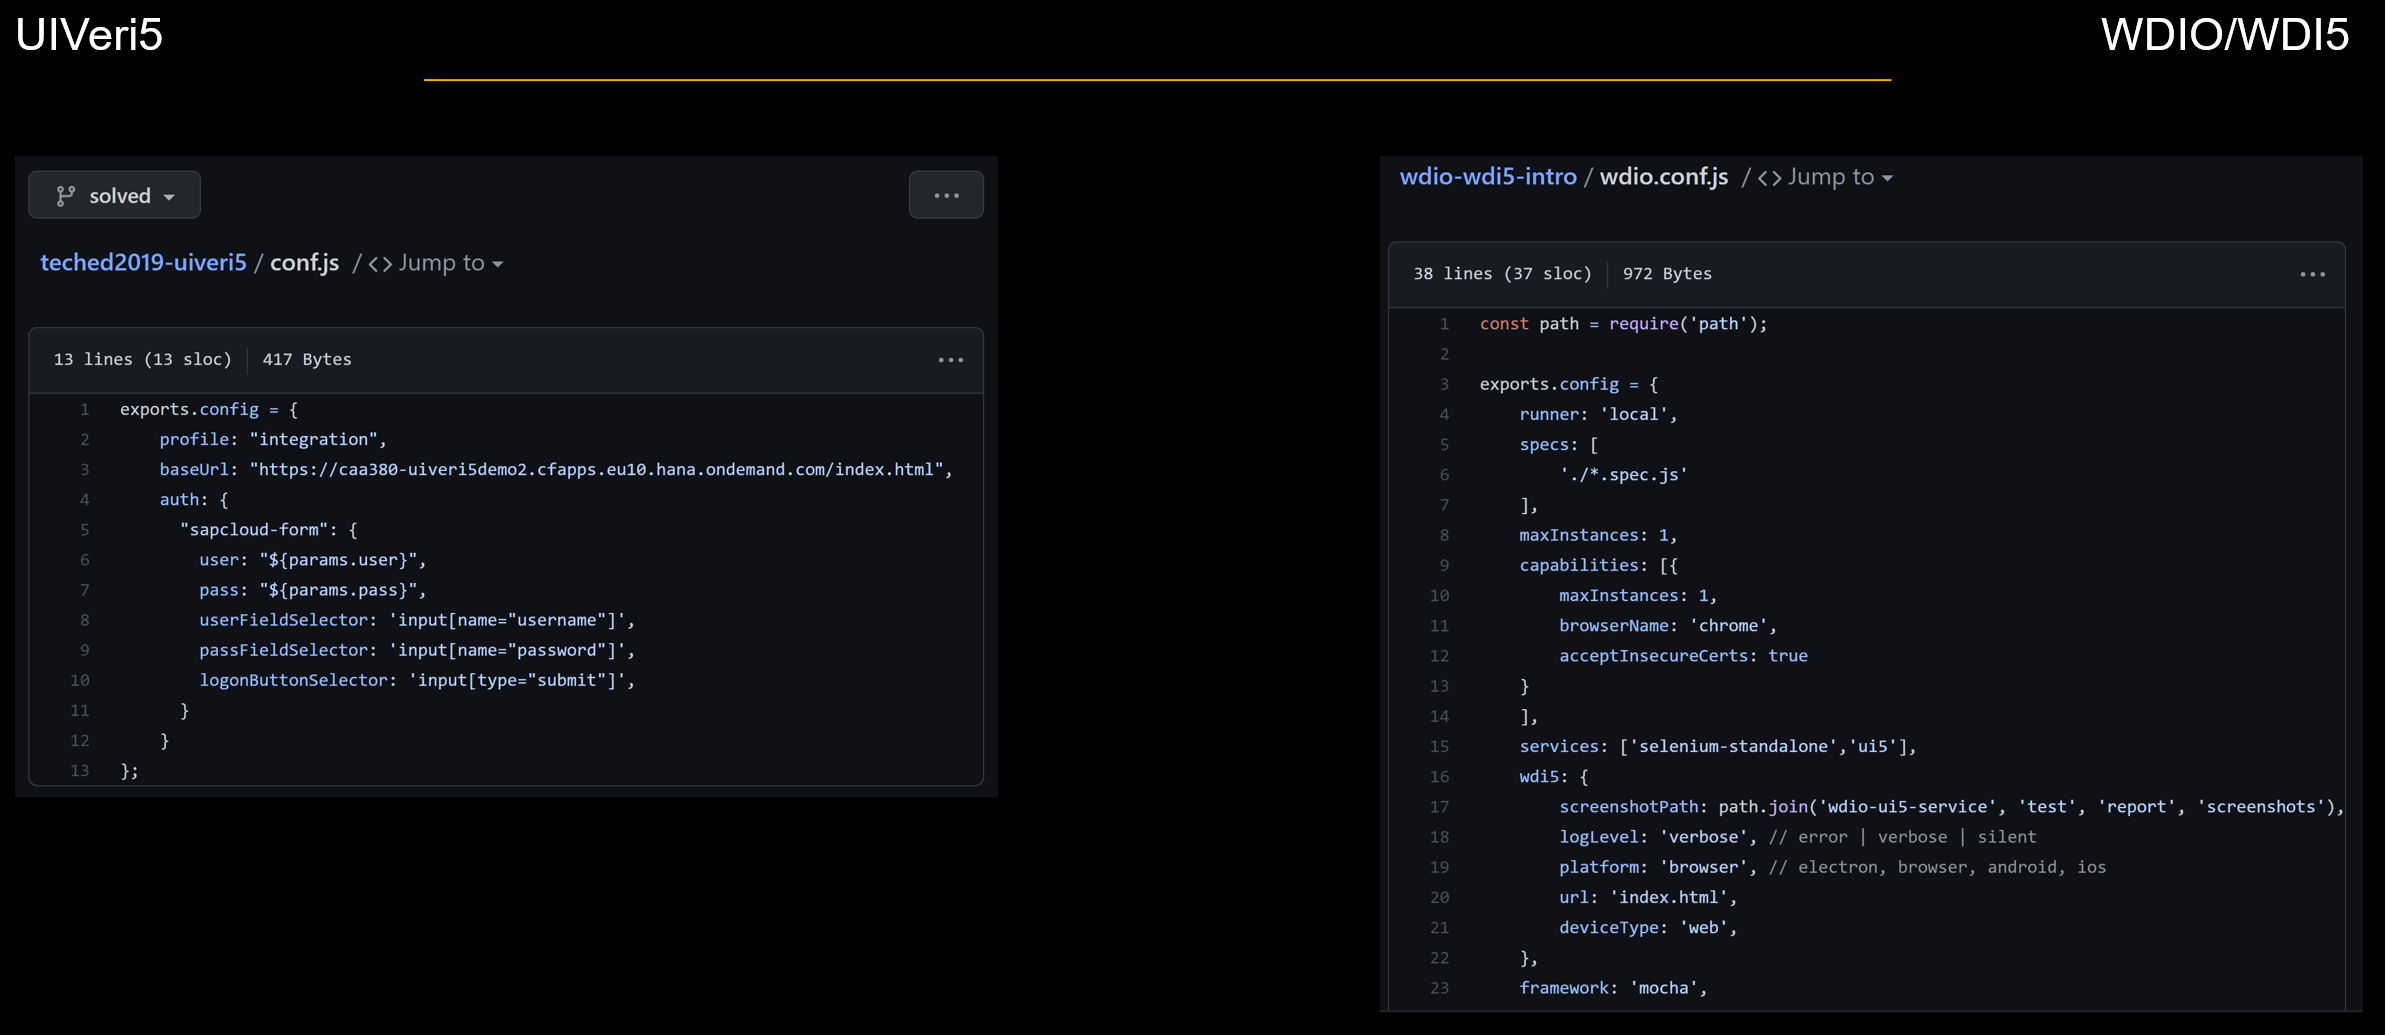 UIVeri5
WDIO/WDI5
solved
teched2019-uiveri5 / conf.js / <> Jump to
13 lines (13 sloc) 417 Bytes
1 exports.config = {
2 profile: "integration",
3 baseUrl: "https://caa380-uiveri5demo2.cfapps.eu10.hana.ondemand.com/index.html",
4 auth: {
5 "sapcloud-form": {
6 user: "${params.user}",
7 pass: "${params.pass}",
8 userFieldSelector: 'input[name="username"]',
9 passFieldSelector: 'input[name="password"]',
10 logonButtonSelector: 'input[type="submit"]',
11 }
12 }
13 };
wdio-wdi5-intro / wdio.conf.js / <> Jump to
38 lines (37 sloc) 972 Bytes
1 const path = require('path');
2
3 exports.config = {
4 runner: 'local',
5 specs: [
6 './*.spec.js'
7 ],
8 maxInstances: 1,
9 capabilities: [{
10 maxInstances: 1,
11 browserName: 'chrome',
12 acceptInsecureCerts: true
13 }
14 ],
15 services: ['selenium-standalone','ui5'],
16 wdi5: {
17 screenshotPath: path.join('wdio-ui5-service', 'test', 'report', 'screenshots'),
18 logLevel: 'verbose', // error | verbose | silent
19 platform: 'browser', // electron, browser, android, ios
20 url: 'index.html',
21 deviceType: 'web',
22 },
23 framework: 'mocha',